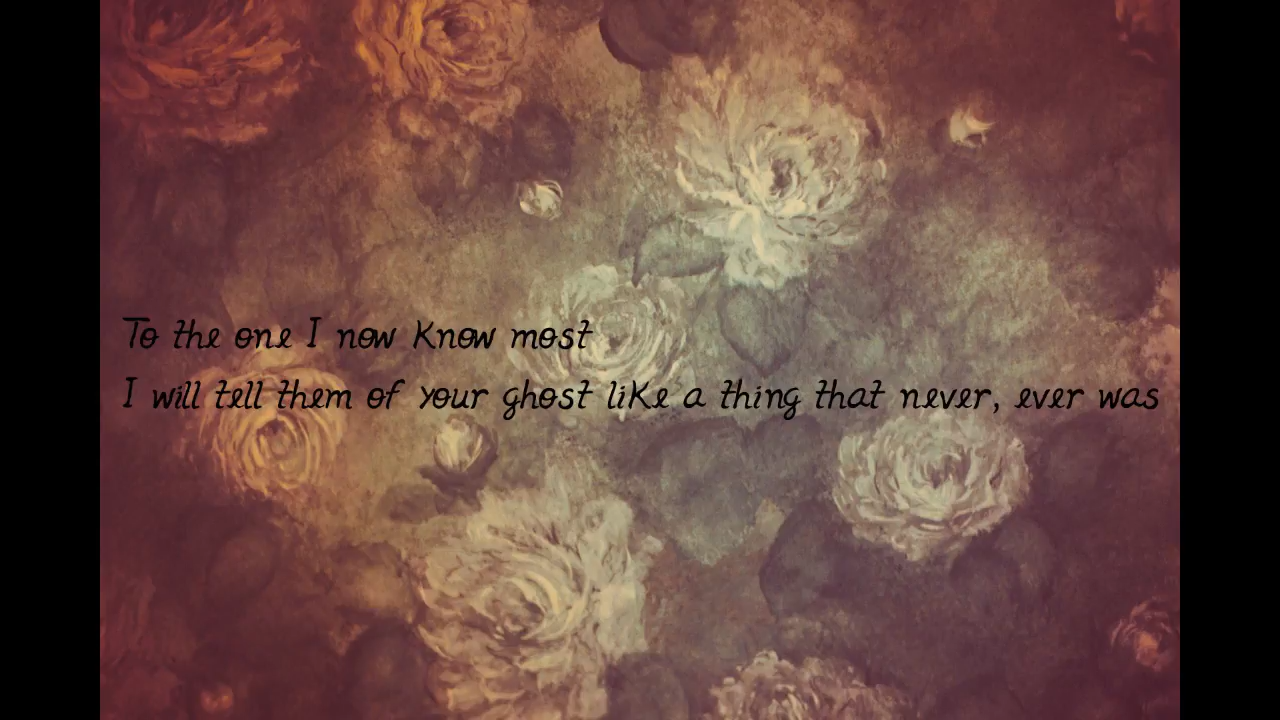 To the one I now know most
I will tell them of your ghost like a thing that never, ever was